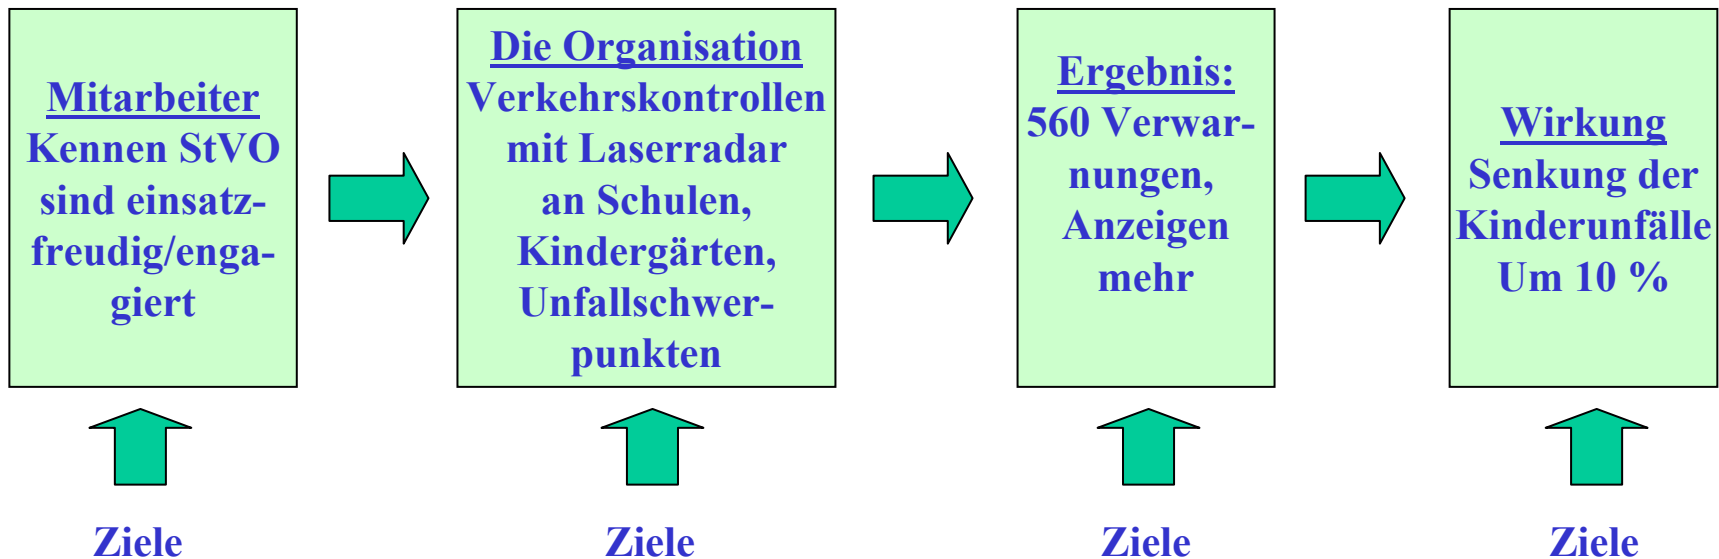 Mitarbeiter
Kennen StVO
sind einsatz-
freudig/enga-
giert
Die Organisation
Verkehrskontrollen
mit Laserradar
an Schulen,
Kindergärten,
Unfallschwer-
punkten
Ergebnis:
560 Verwar-
nungen,
Anzeigen
mehr
Wirkung
Senkung der
Kinderunfälle
Um 10 %
Ziele
Ziele
Ziele
Ziele